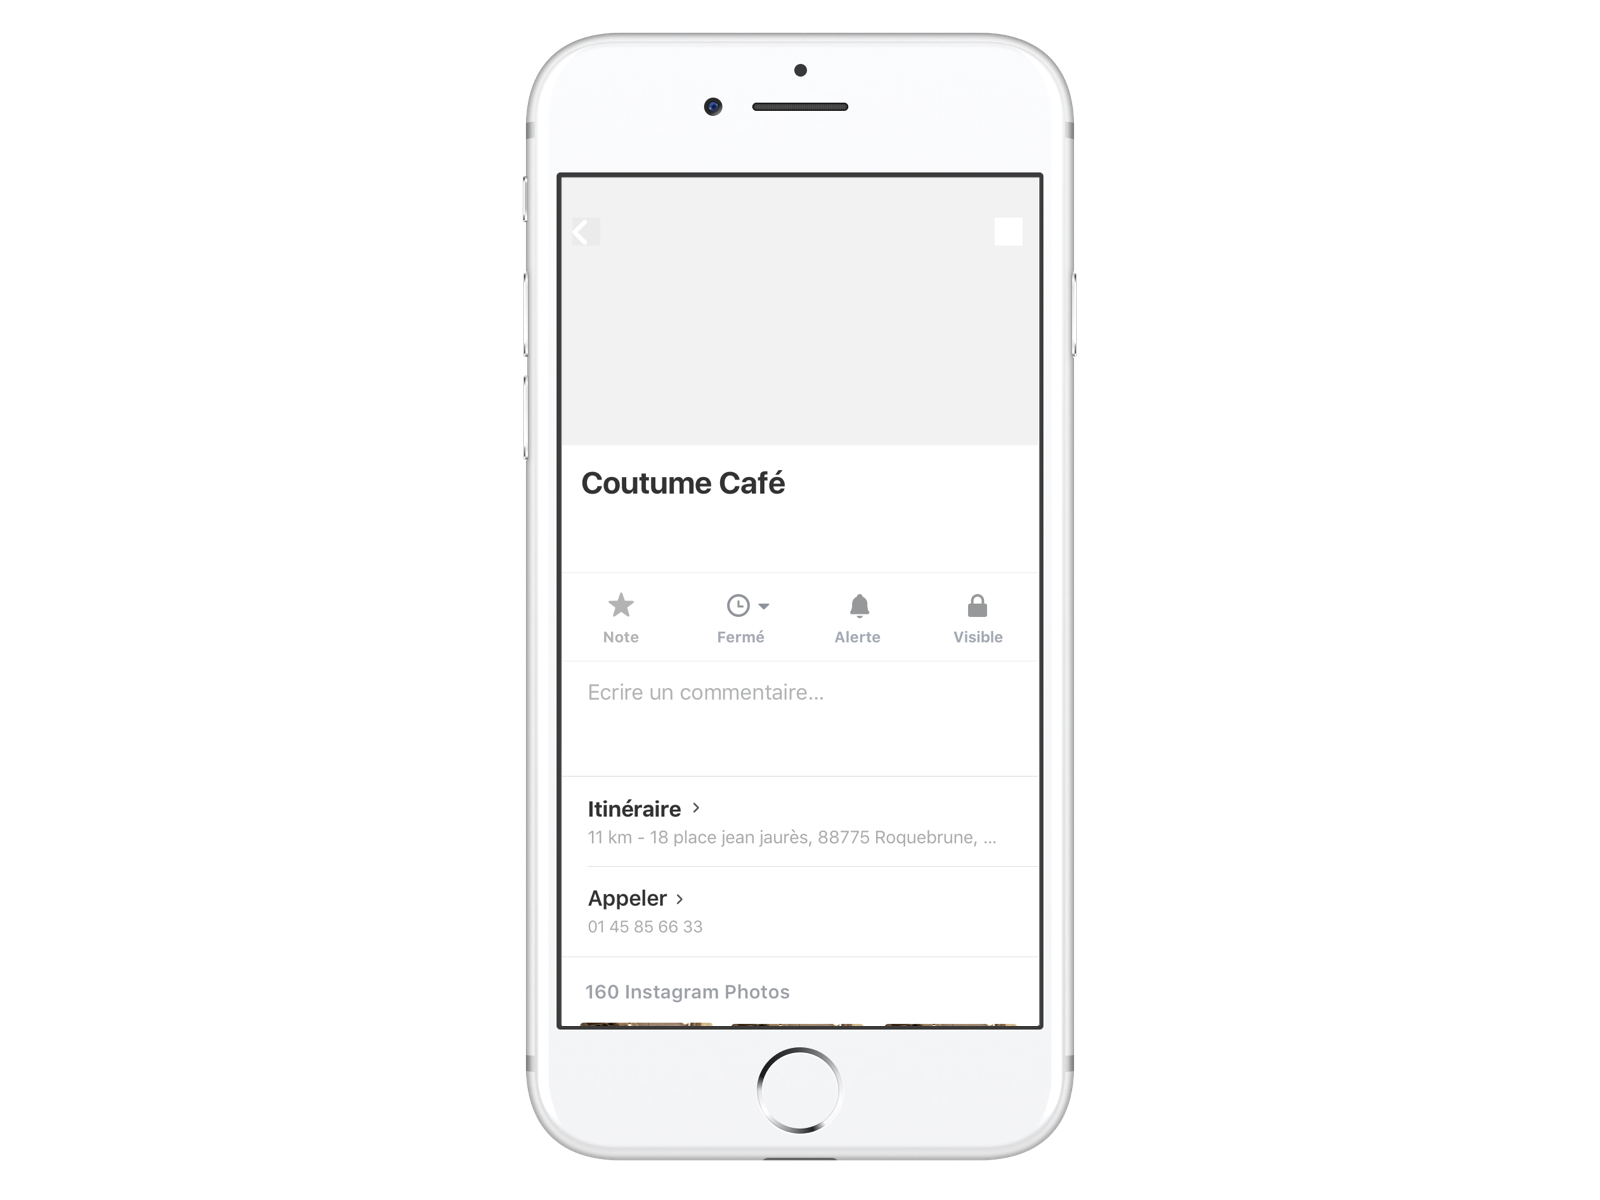 Coutume Café
Note
Fermé
Alerte
Visible
Ecrire un commentaire...
Itinéraire
11 km - 18 place jean jaurès, 88775 Roquebrune, ...
Appeler
01 45 85 66 33
160 Instagram Photos